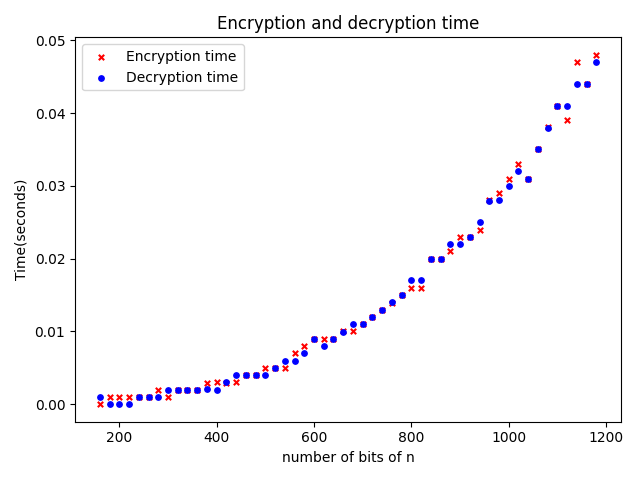 Encryption and decryption time
Encryption time
Decryption time
Time(seconds)
0.05
0.04
0.03
0.02
0.01
0.00
200
400
600
800
1000
1200
number of bits of n